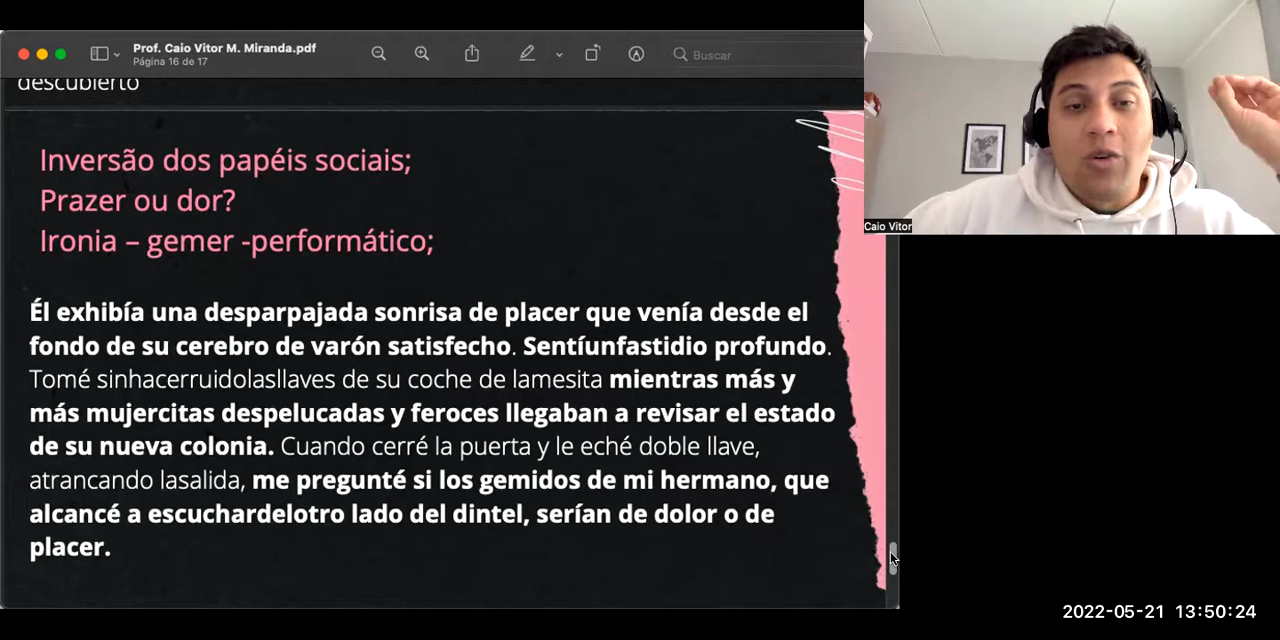 Prof. Caio Vitor M. Miranda.pdf
Página 16 de 17
Buscar
descubierto
Inversão dos papéis sociais;
Prazer ou dor?
Ironia – gemer -performático;
Él exhibía una desparpajada sonrisa de placer que venía desde el
fondo de su cerebro de varón satisfecho. Sentíunfastidio profundo.
Tomé sinhacerruidolasllaves de su coche de lamesita mientras más y
más mujercitas despelucadas y feroces llegaban a revisar el estado
de su nueva colonia. Cuando cerré la puerta y le eché doble llave,
atrancando lasalida, me pregunté si los gemidos de mi hermano, que
alcancé a escuchardelotro lado del dintel, serían de dolor o de
placer.
Caio Vitor
2022-05-21 13:50:24